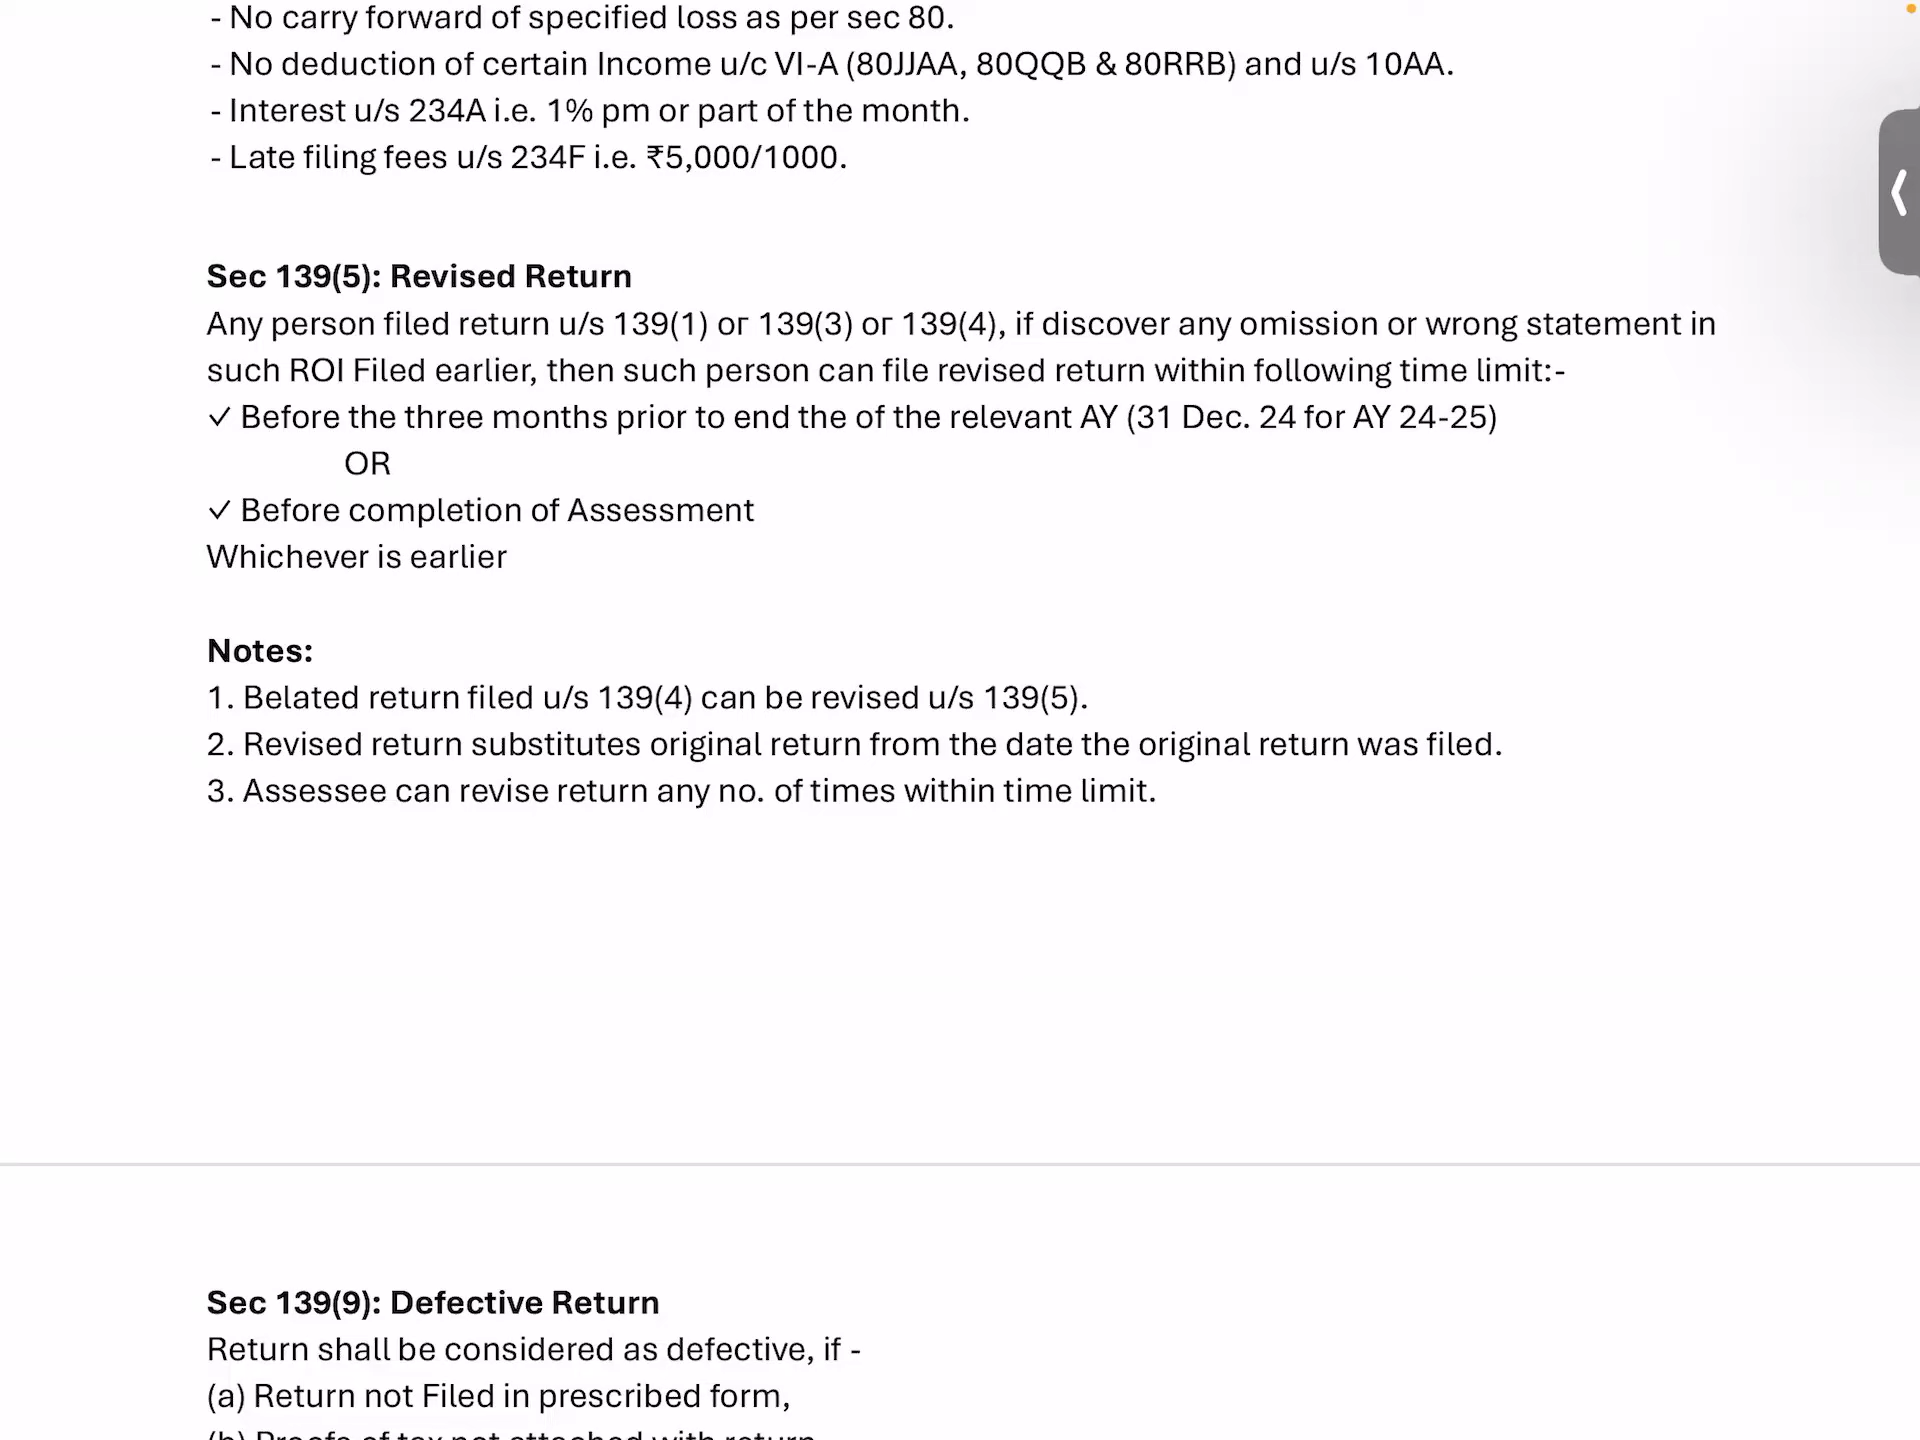 - No carry forward of specified loss as per sec 80.
- No deduction of certain Income u/c VI-A (80JJAA, 80QQB & 80RRB) and u/s 10AA.
- Interest u/s 234A i.e. 1% pm or part of the month.
- Late filing fees u/s 234F i.e. ₹5,000/1000.
Sec 139(5): Revised Return
Any person filed return u/s 139(1) or 139(3) or 139(4), if discover any omission or wrong statement in
such ROI Filed earlier, then such person can file revised return within following time limit:-
✓ Before the three months prior to end the of the relevant AY (31 Dec. 24 for AY 24-25)
OR
✓ Before completion of Assessment
Whichever is earlier
Notes:
1. Belated return filed u/s 139(4) can be revised u/s 139(5).
2. Revised return substitutes original return from the date the original return was filed.
3. Assessee can revise return any no. of times within time limit.
Sec 139(9): Defective Return
Return shall be considered as defective, if -
(a) Return not Filed in prescribed form,
(b) Proofs of tax not attached with return